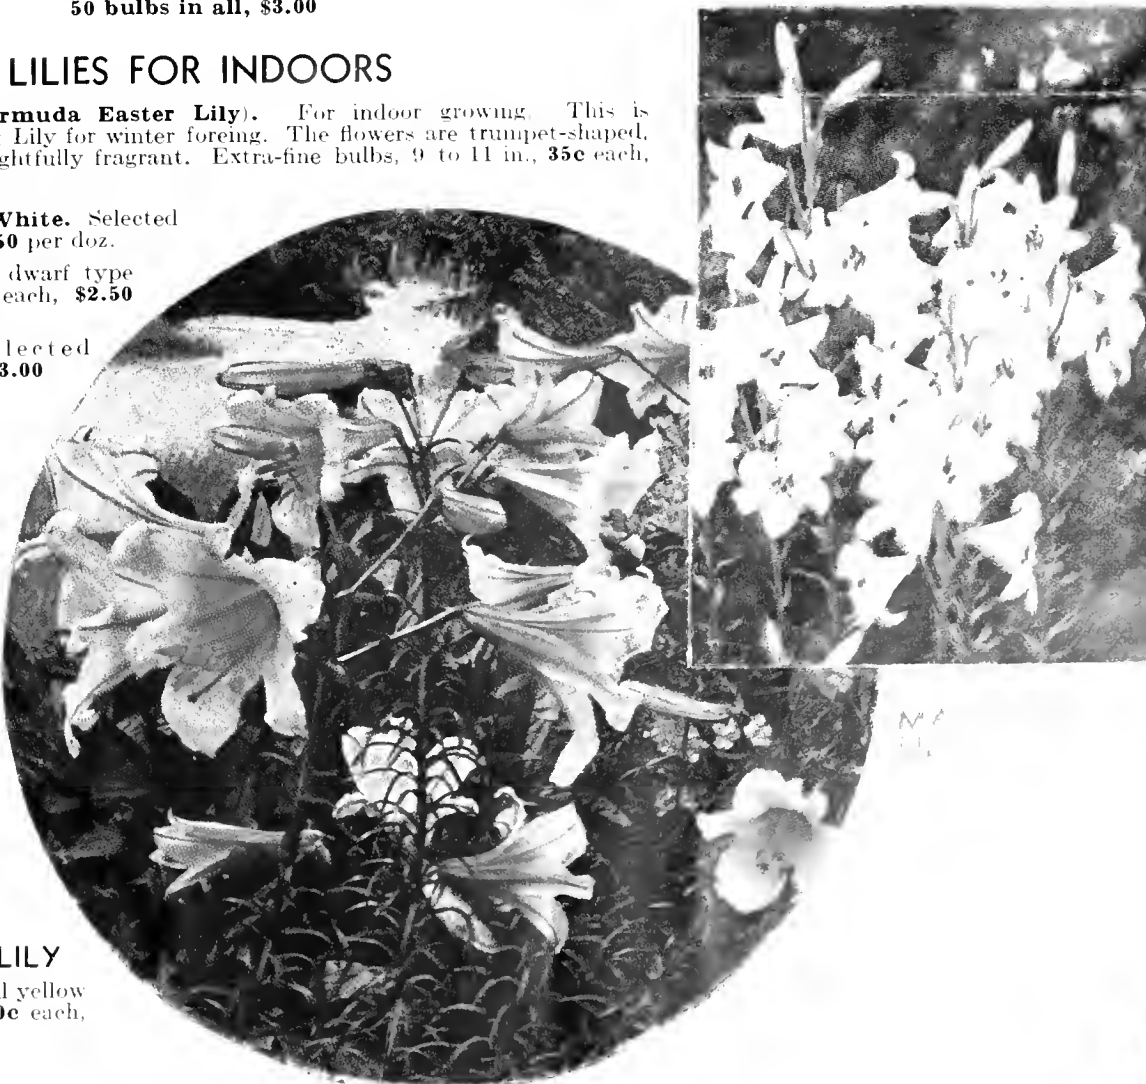 50 bulbs in all, $3.00
LILIES FOR INDOORS
rmuda Easter Lily). For indoor growing. This is
Lily for winter foreing. The flowers are trumpet-shaped,
ghtfully fragrant. Extra-fine bulbs, 9 to 11 in., 35c each,
White. Selected
50 per doz.
dwarf type
each, $2.50
lected
3.00
LILY
l yellow
0c each,